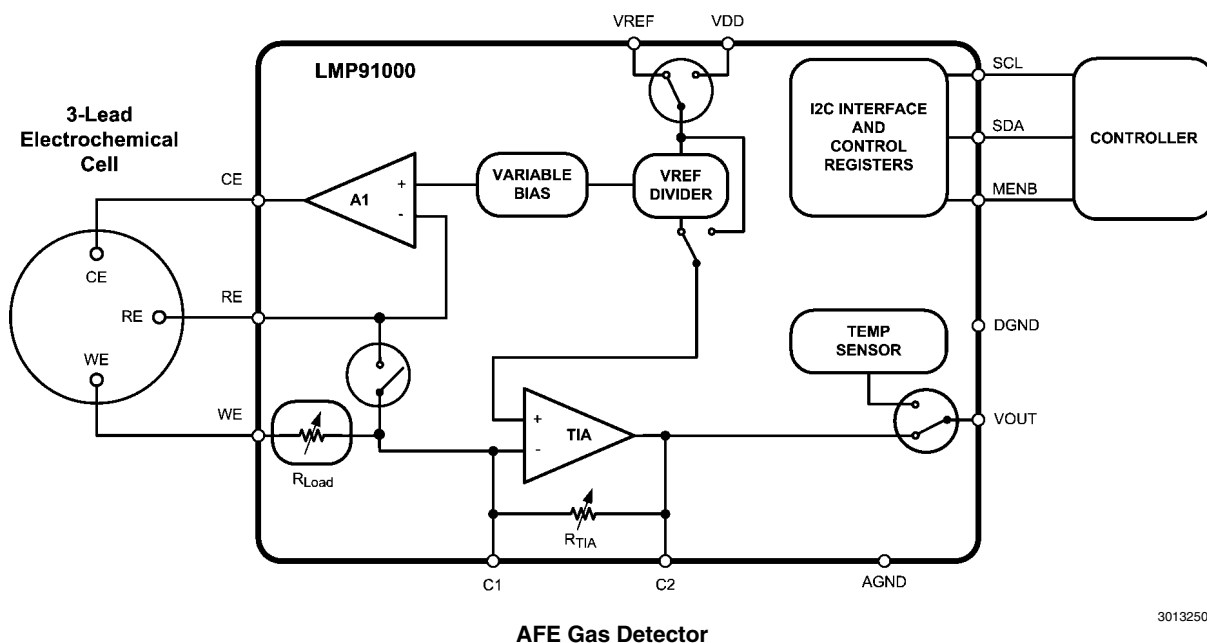 VREF
VDD
LMP91000
SCL
I2C INTERFACE
AND
CONTROL
REGISTERS
SDA
CONTROLLER
MENB
3-Lead
Electrochemical
Cell
CE
A1
+
-
VARIABLE
BIAS
VREF
DIVIDER
CE
RE
RE
WE
WE
RLoad
TEMP
SENSOR
DGND
VOUT
+
-
TIA
RTIA
C1
C2
AGND
3013250
AFE Gas Detector